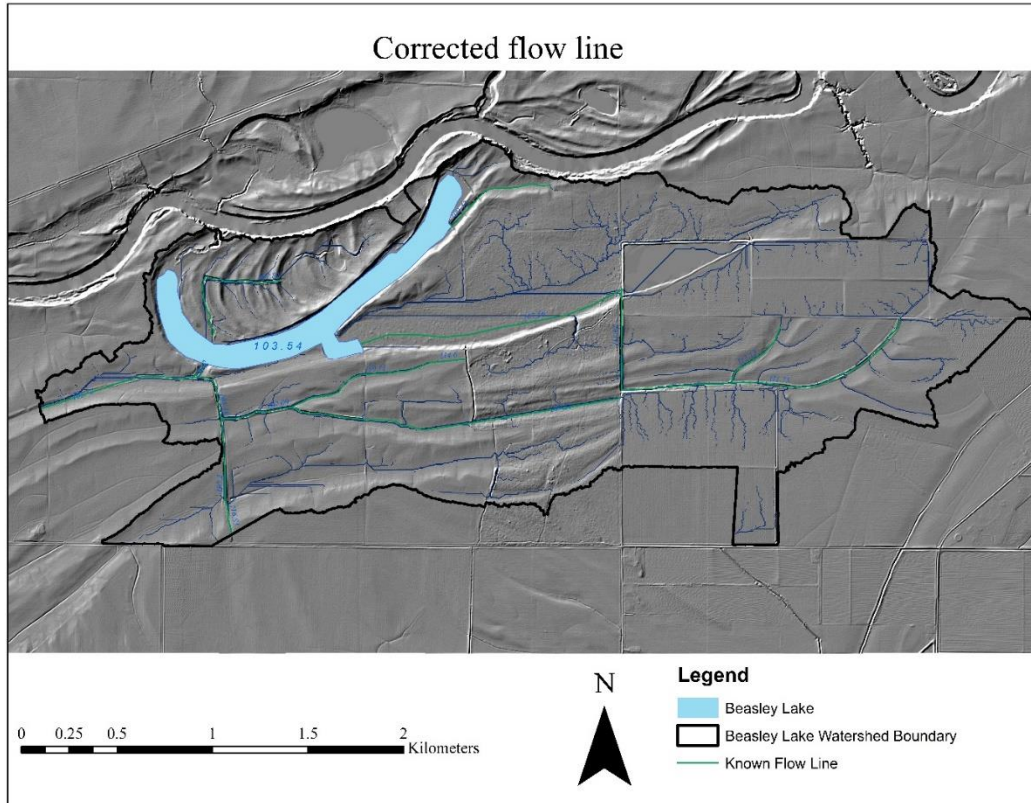 Corrected flow line
103.54
0 0.25 0.5 1 1.5 2
Kilometers
N
Legend
Beasley Lake
Beasley Lake Watershed Boundary
Known Flow Line